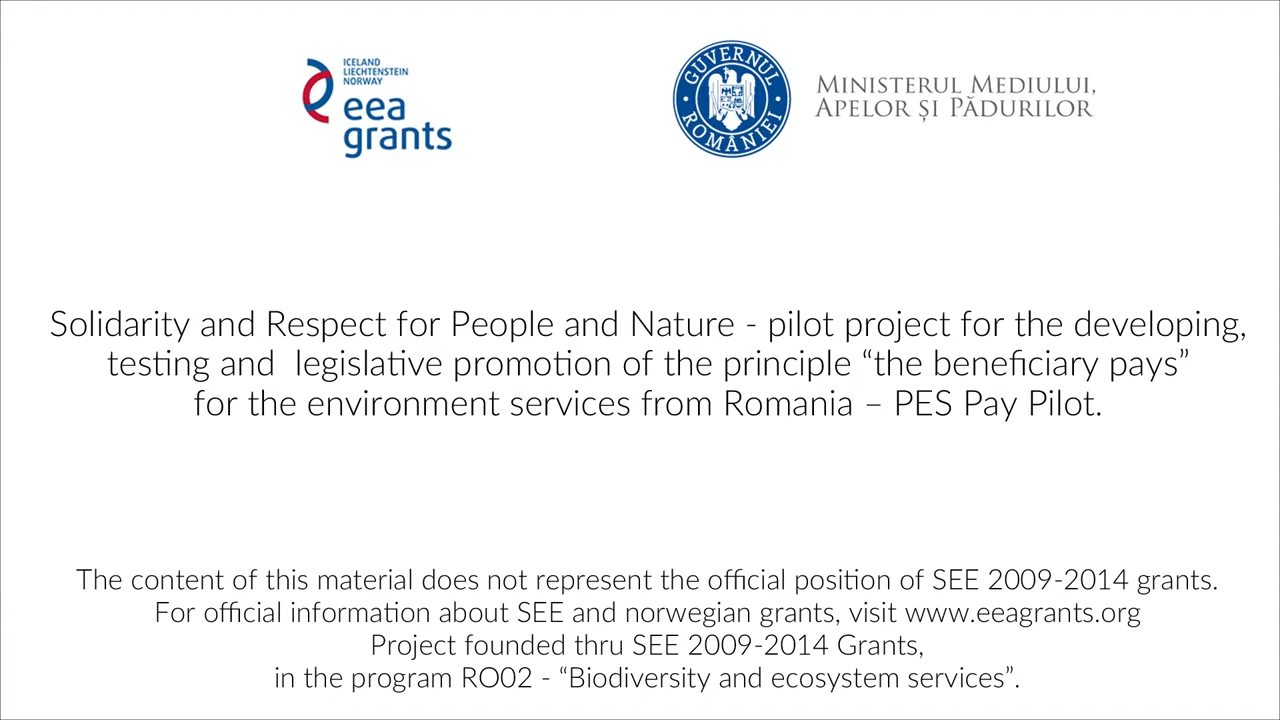 ICELAND
LIECHTENSTEIN
NORWAY
eea
grants
GUVERNUL
ROMÂNIEI
MINISTERUL MEDIULUI,
APELOR ȘI PĂDURILOR
Solidarity and Respect for People and Nature - pilot project for the developing,
testing and  legislative promotion of the principle “the beneficiary pays”
for the environment services from Romania – PES Pay Pilot.
The content of this material does not represent the official position of SEE 2009-2014 grants.
For official information about SEE and norwegian grants, visit www.eeagrants.org
Project founded thru SEE 2009-2014 Grants,
in the program RO02 - “Biodiversity and ecosystem services”.